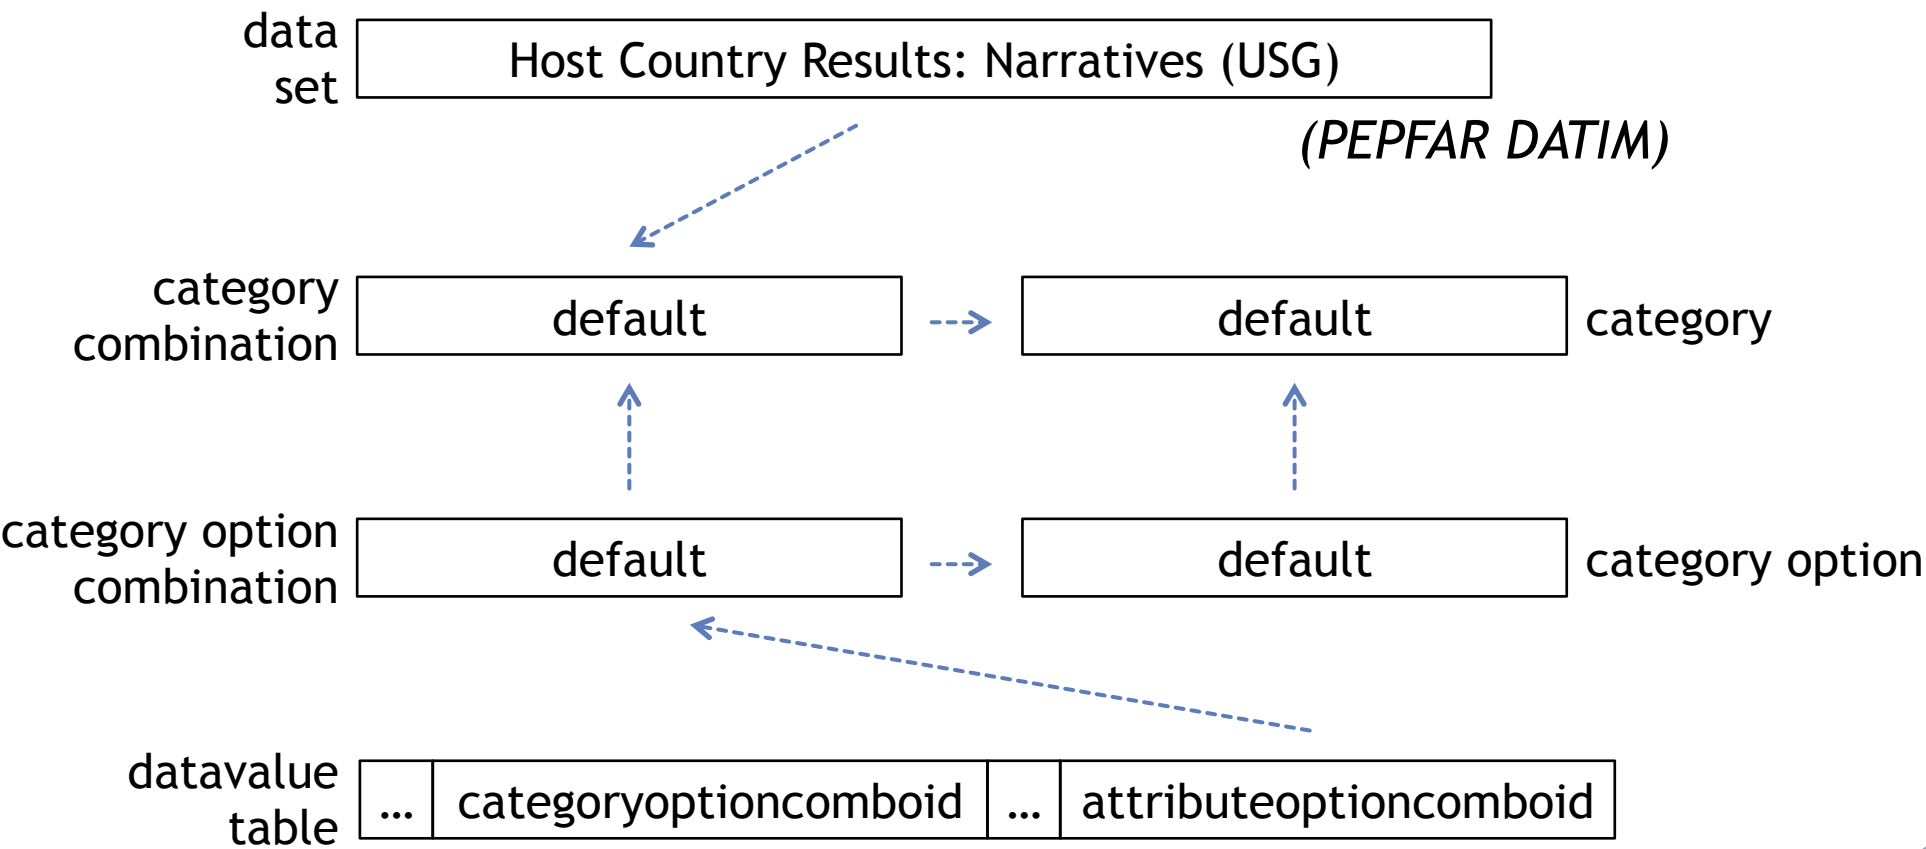 data
set
Host Country Results: Narratives (USG)
(PEPFAR DATIM)
category
combination
default
default
category
category option
combination
default
default
category option
datavalue
table
... categoryoptioncomboid ... attributeoptioncomboid